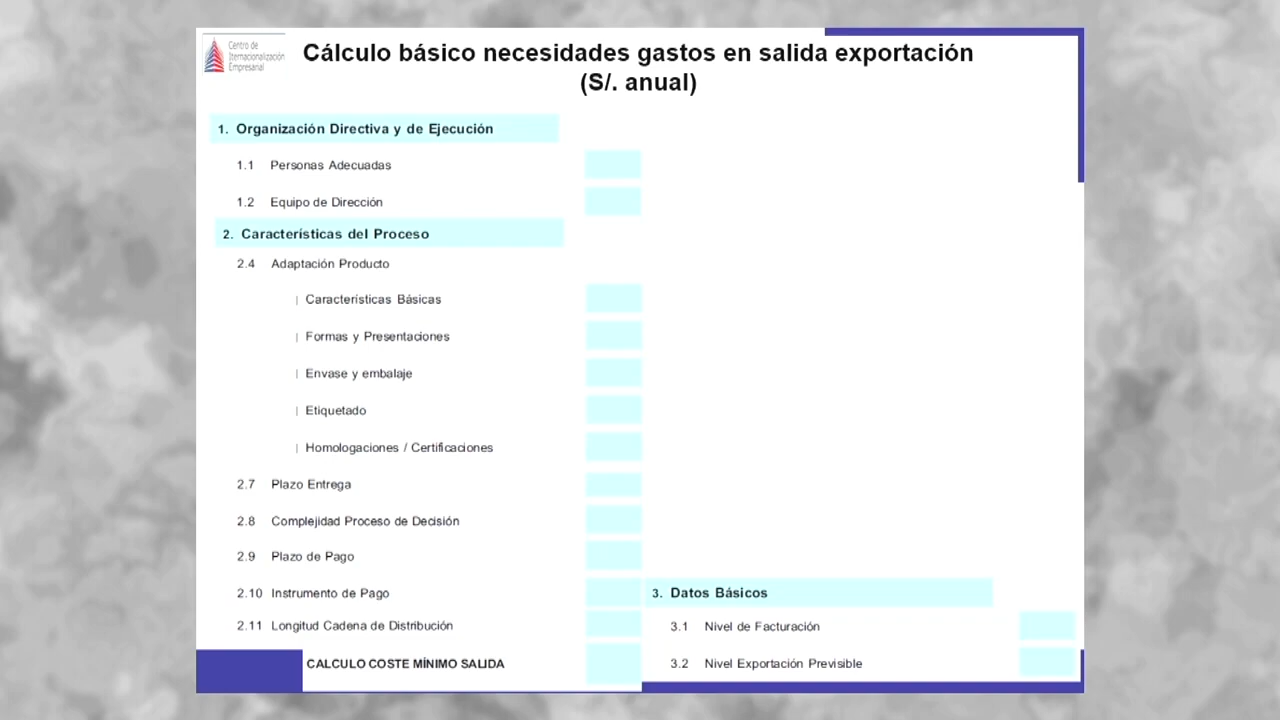 Centro de
Iternacionalización
Empresarial
Cálculo básico necesidades gastos en salida exportación
(S/. anual)
1. Organización Directiva y de Ejecución
1.1 Personas Adecuadas
1.2 Equipo de Dirección
2. Características del Proceso
2.4 Adaptación Producto
| Características Básicas
| Formas y Presentaciones
| Envase y embalaje
| Etiquetado
| Homologaciones / Certificaciones
2.7 Plazo Entrega
2.8 Complejidad Proceso de Decisión
2.9 Plazo de Pago
2.10 Instrumento de Pago
2.11 Longitud Cadena de Distribución
CALCULO COSTE MÍNIMO SALIDA
3. Datos Básicos
3.1 Nivel de Facturación
3.2 Nivel Exportación Previsible